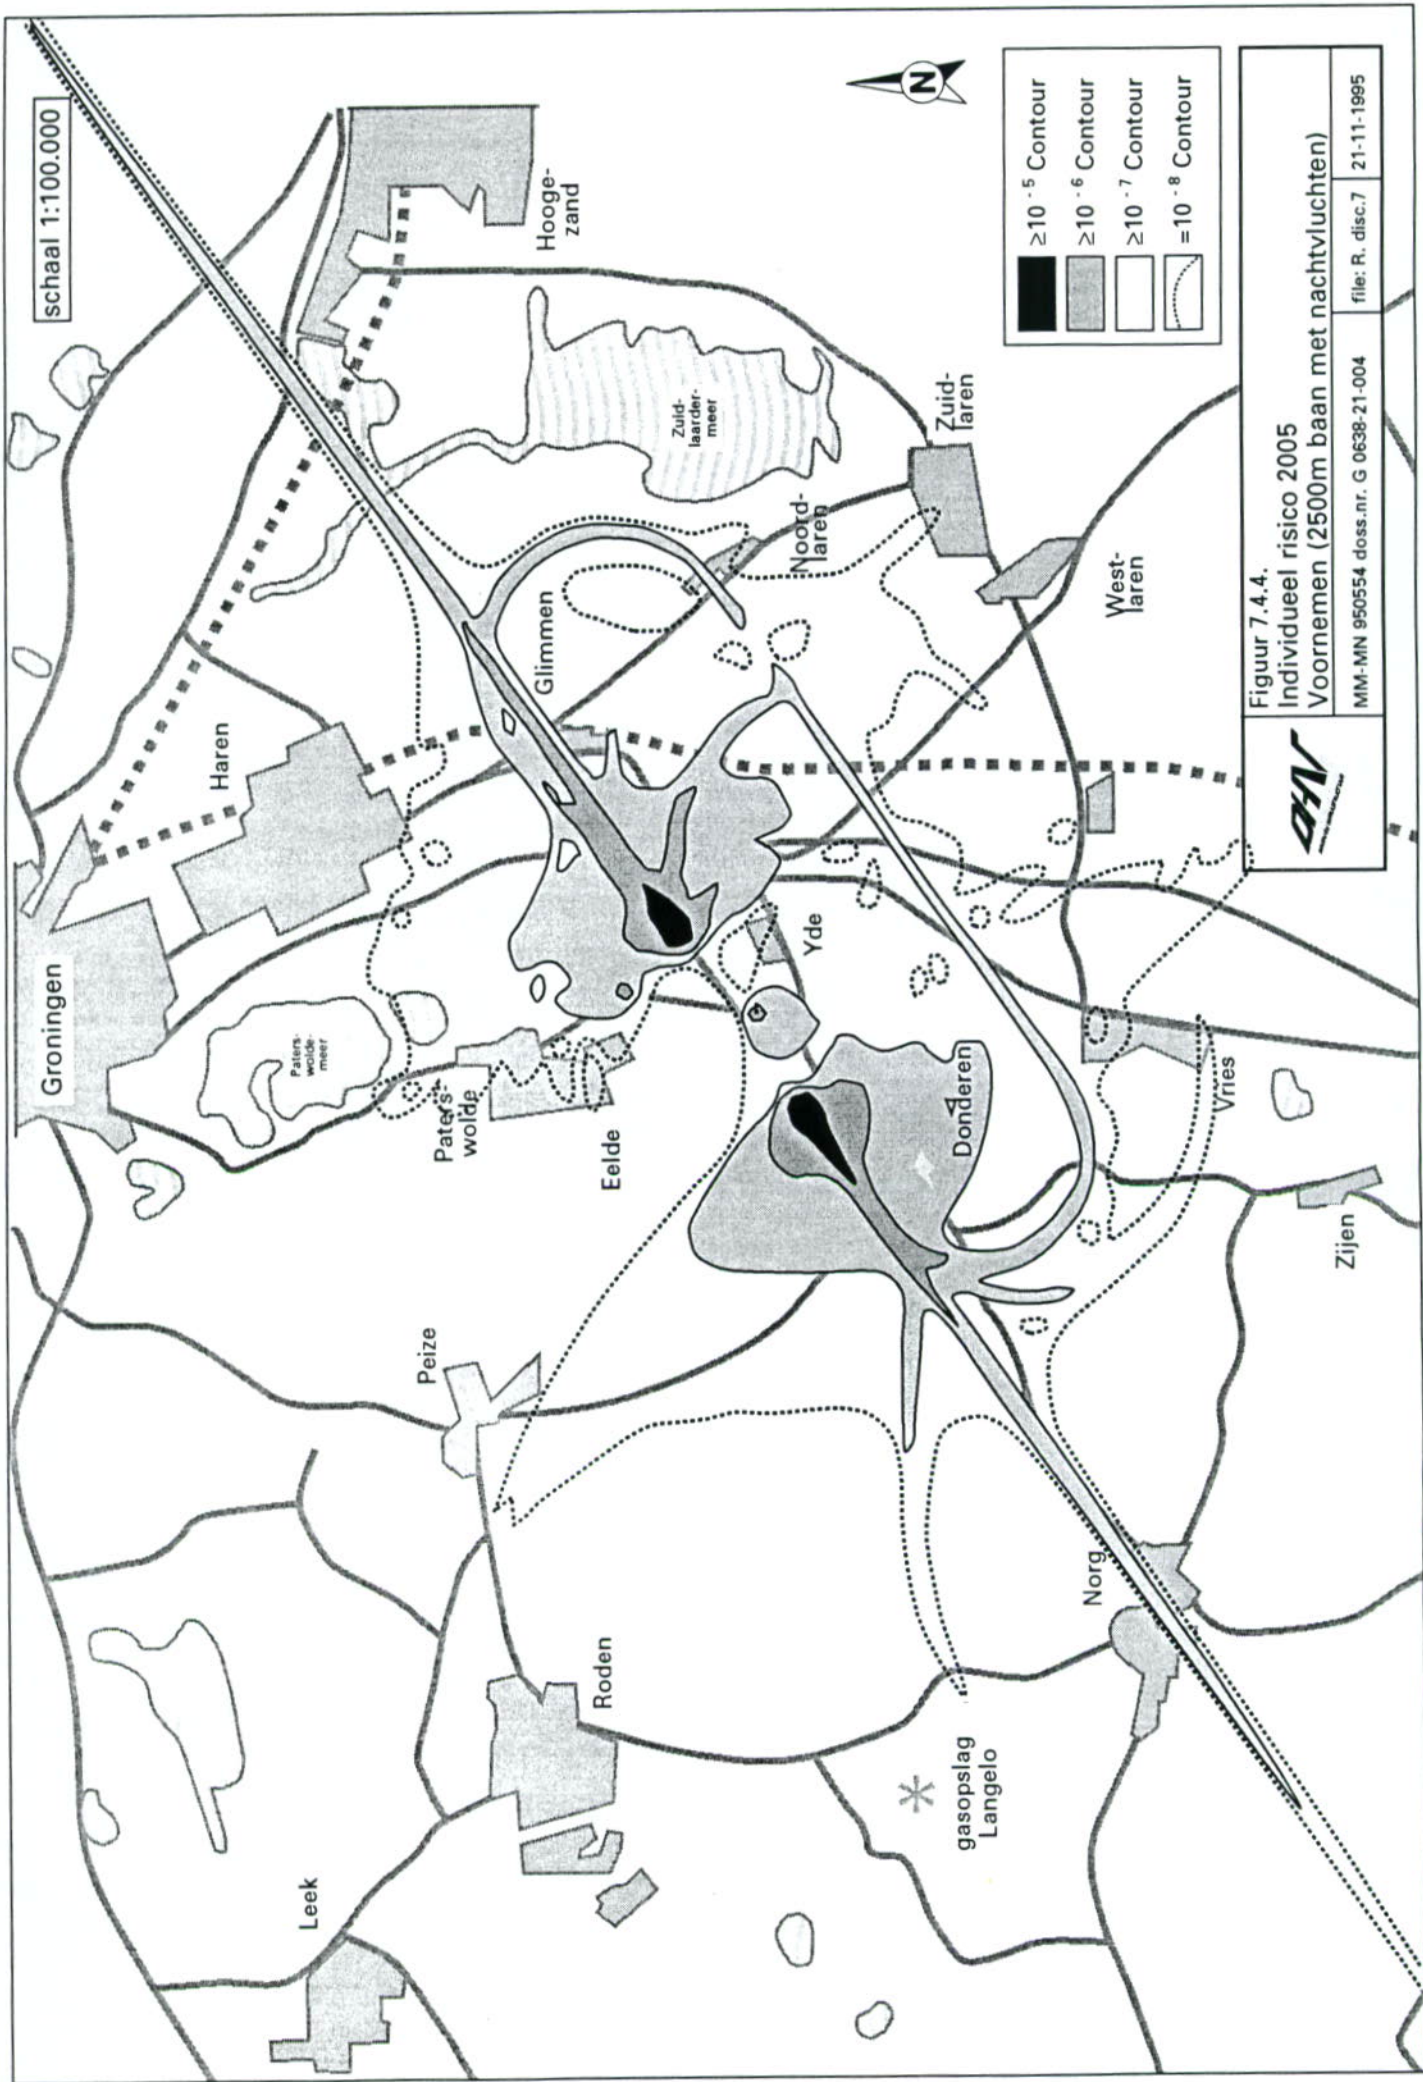 schaal 1:100.000
Groningen
Haren
Hooge-
zand
Paters-
wolde-
meer
Zuid-
laarder-
meer
Glimmen
Noord-
laren
Zuid-
laren
West-
laren
Paters-
wolde
Eelde
Yde
Donderen
Vries
Zijen
Peize
Roden
Leek
Norg
gasopslag
Langelo
N
≥10 -5 Contour
≥10 -6 Contour
≥10 -7 Contour
=10 -8 Contour
DHV
Figuur 7.4.4.
Individueel risico 2005
Voornemen (2500m baan met nachtvluchten)
MM-MN 950554 doss.nr. G 0638-21-004 file: R. disc.7 21-11-1995